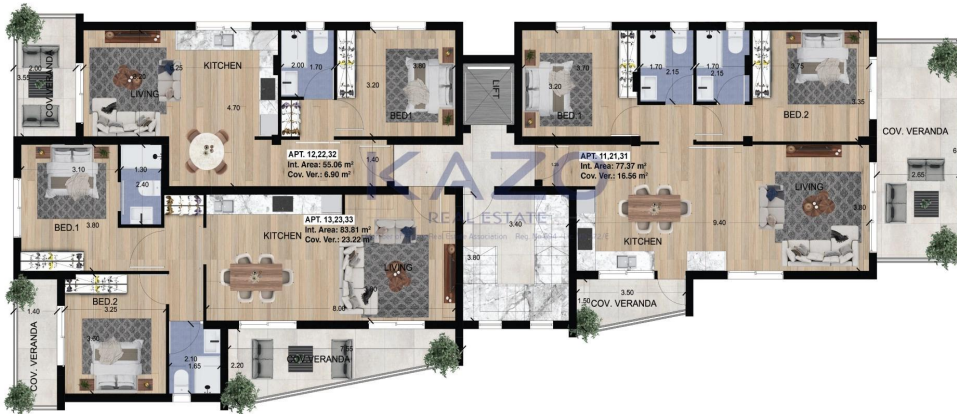 KITCHEN
LIVING
COV. VERANDA
2.00
3.55
5.25
4.70
2.00
1.70
3.60
3.20
BED1
LIFT
3.70
3.20
BED.1
1.70
2.15
1.70
2.15
3.75
3.35
BED.2
COV. VERANDA
2.65
APT. 12,22,32
Int. Area: 55.06 m²
Cov. Ver.: 6.90 m²
1.40
APT. 11,21,31
Int. Area: 77.37 m²
Cov. Ver.: 16.56 m²
KAZO
REAL ESTATE
3.10
3.80
BED.1
1.30
2.40
APT. 13,23,33
Int. Area: 83.81 m²
Cov. Ver.: 23.22 m²
KITCHEN
LIVING
8.00
3.40
3.80
LIVING
3.80
9.40
KITCHEN
3.50
1.50
COV. VERANDA
BED.2
3.25
3.60
1.40
COV. VERANDA
2.10
1.65
2.20
7.55
COV. VERANDA